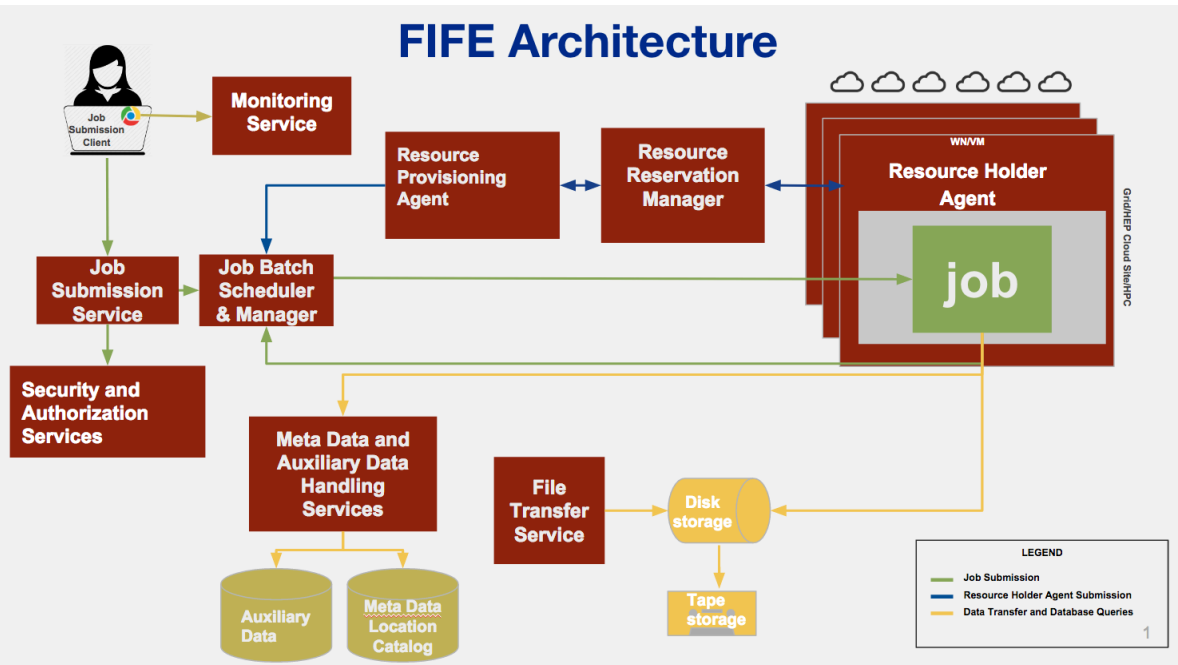 FIFE Architecture
Job
Submission
Client
Monitoring
Service
Resource
Provisioning
Agent
Resource
Reservation
Manager
WN/VM
Resource Holder
Agent
job
Grid/HEP Cloud Site/HPC
Job
Submission
Service
Job Batch
Scheduler
& Manager
Security and
Authorization
Services
Meta Data and
Auxiliary Data
Handling
Services
File
Transfer
Service
Disk
storage
Tape
storage
Auxiliary
Data
Meta Data
Location
Catalog
LEGEND
Job Submission
Resource Holder Agent Submission
Data Transfer and Database Queries
1